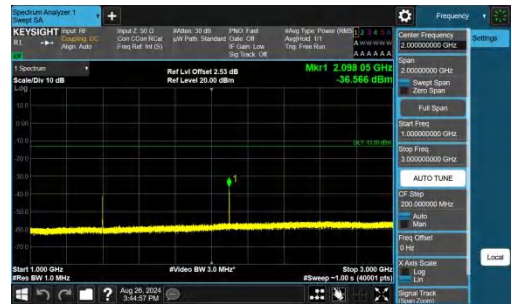 Spectrum Analyzer 1
Swept SA
+
Frequency
KEYSIGHT
Input: RF
Coupling: DC
Align: Auto
Input Z: 50 Ω
Corr CCorr RCal
Freq Ref: Int (S)
#Atten: 30 dB
µW Path: Standard
PNO: Fast
Gate: Off
IF Gain: Low
Sig Track: Off
#Avg Type: Power (RMS)
Avg|Hold: 1/1
Trig: Free Run
1 Spectrum
Scale/Div 10 dB
Log
Ref Lvl Offset 2.53 dB
Ref Level 20.00 dBm
Mkr1 2.098 05 GHz
-36.566 dBm
10.0
0.00
-10.0
-20.0
-30.0
-40.0
-50.0
-60.0
-70.0
1
Start 1.000 GHz
#Res BW 1.0 MHz
#Video BW 3.0 MHz*
Stop 3.000 GHz
#Sweep ~1.00 s (40001 pts)
Aug 26, 2024
3:44:57 PM
Center Frequency
2.000000000 GHz
Settings
Span
2.00000000 GHz
Swept Span
Zero Span
Full Span
Start Freq
1.000000000 GHz
Stop Freq
3.000000000 GHz
AUTO TUNE
CF Step
200.000000 MHz
Auto
Man
Freq Offset
0 Hz
X Axis Scale
Log
Lin
Signal Track
(Span Zoom)
Local